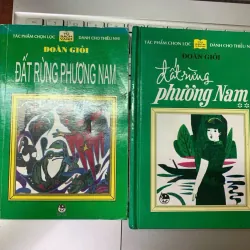 TÁC PHẨM CHỌN LỌC
DÀNH CHO THIẾU NHI
ĐOÀN GIỎI
ĐẤT RỪNG PHƯƠNG NAM
TÁC PHẨM CHỌN LỌC
DÀNH CHO THIẾU NHI
ĐOÀN GIỎI
đất rừng
phương Nam
**